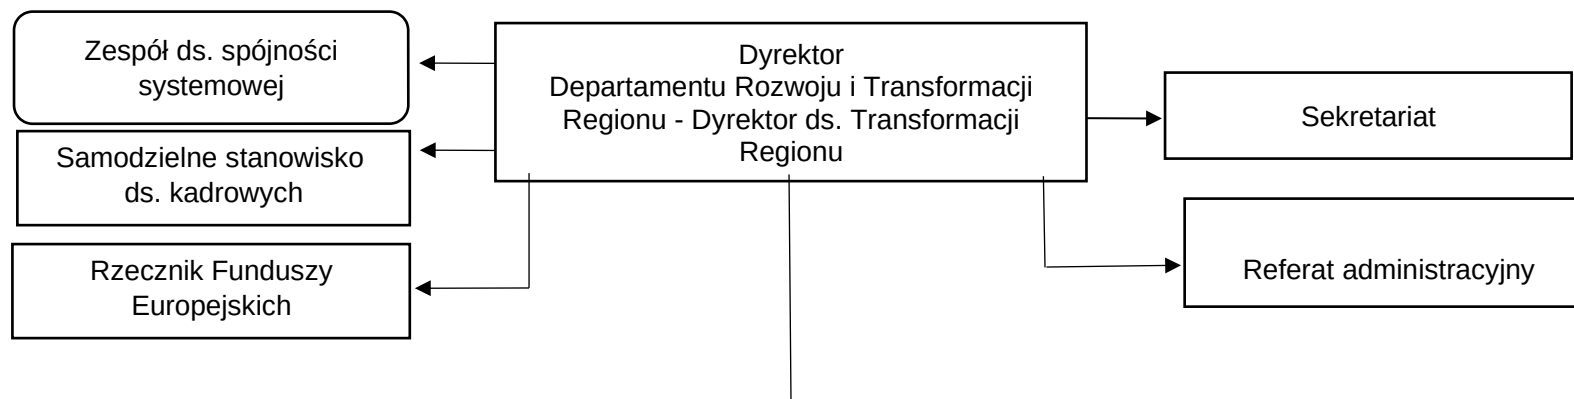 Zespół ds. spójności
systemowej
Dyrektor
Departamentu Rozwoju i Transformacji
Regionu - Dyrektor ds. Transformacji
Regionu
Sekretariat
Samodzielne stanowisko
ds. kadrowych
Rzecznik Funduszy
Europejskich
Referat administracyjny